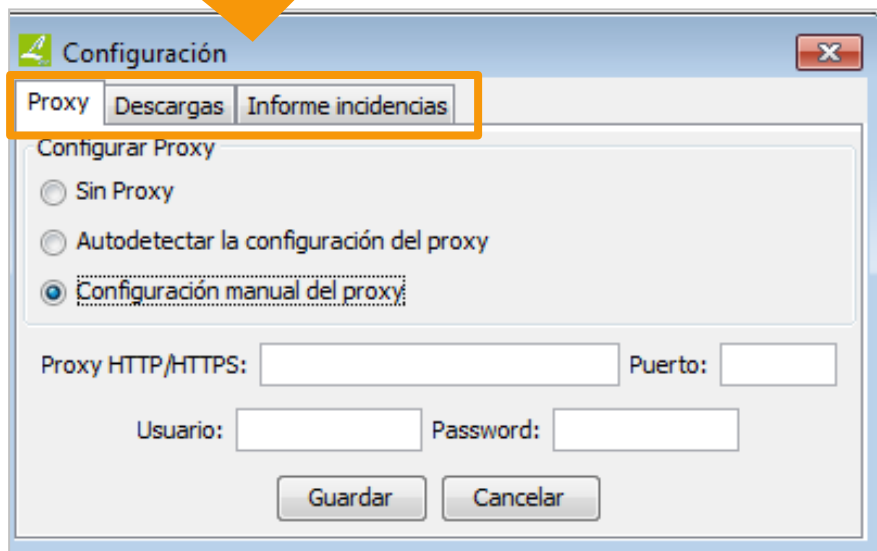 Configuración
Proxy Descargas Informe incidencias
Configurar Proxy
Sin Proxy
Autodetectar la configuración del proxy
Configuración manual del proxy
Proxy HTTP/HTTPS: Puerto:
Usuario: Password:
Guardar Cancelar